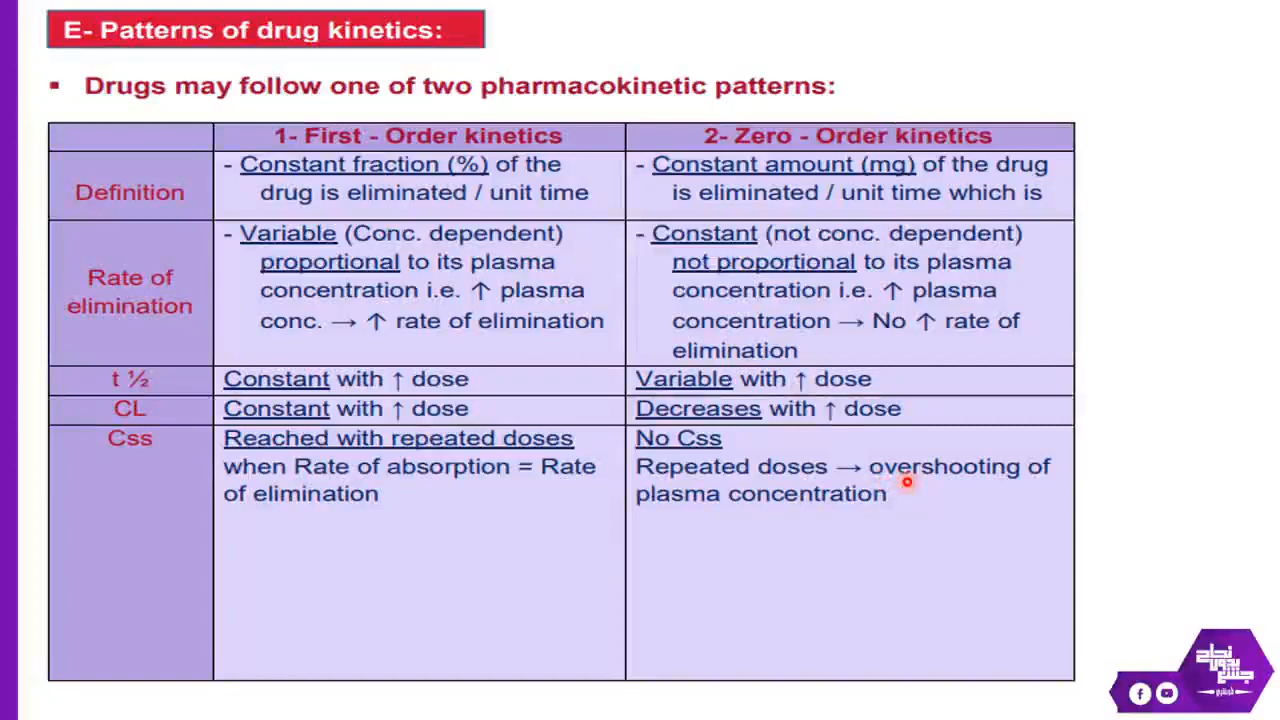 E- Patterns of drug kinetics:
▪ Drugs may follow one of two pharmacokinetic patterns:
1- First - Order kinetics
2- Zero - Order kinetics
Definition
- Constant fraction (%) of the
drug is eliminated / unit time
- Constant amount (mg) of the drug
is eliminated / unit time which is
Rate of
elimination
- Variable (Conc. dependent)
proportional to its plasma
concentration i.e. ↑ plasma
conc. → ↑ rate of elimination
- Constant (not conc. dependent)
not proportional to its plasma
concentration i.e. ↑ plasma
concentration → No ↑ rate of
elimination
t ½
Constant with ↑ dose
Variable with ↑ dose
CL
Constant with ↑ dose
Decreases with ↑ dose
Css
Reached with repeated doses
when Rate of absorption = Rate
of elimination
No Css
Repeated doses → overshooting of
plasma concentration